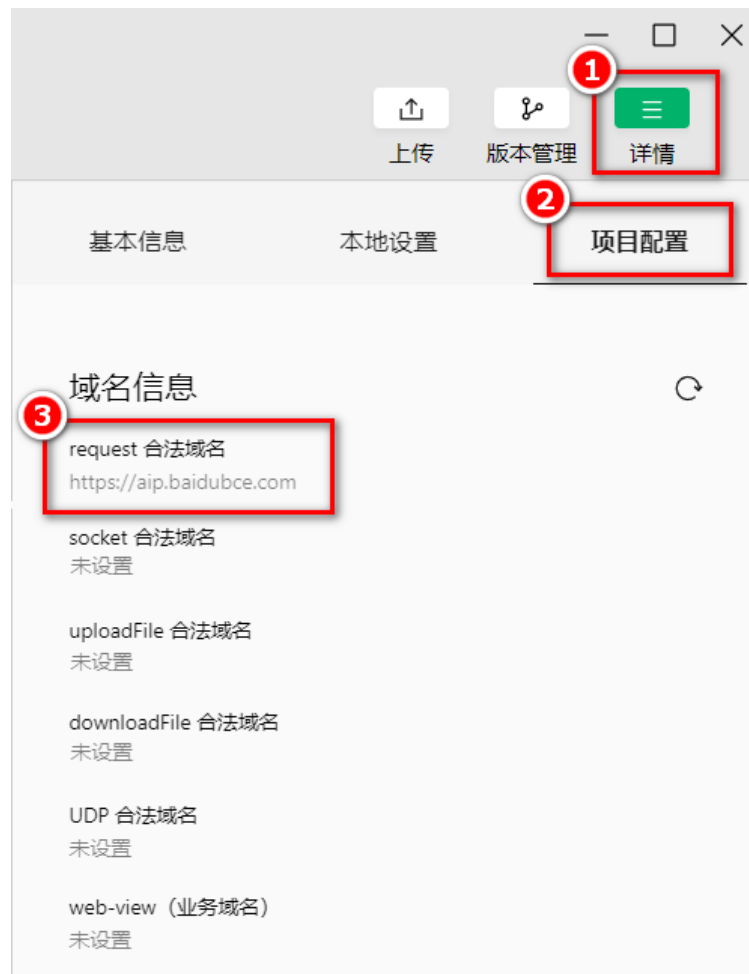 1
上传 版本管理 详情
2
基本信息 本地设置 项目配置
域名信息
3
request 合法域名
https://aip.baidubce.com
socket 合法域名
未设置
uploadFile 合法域名
未设置
downloadFile 合法域名
未设置
UDP 合法域名
未设置
web-view（业务域名）
未设置